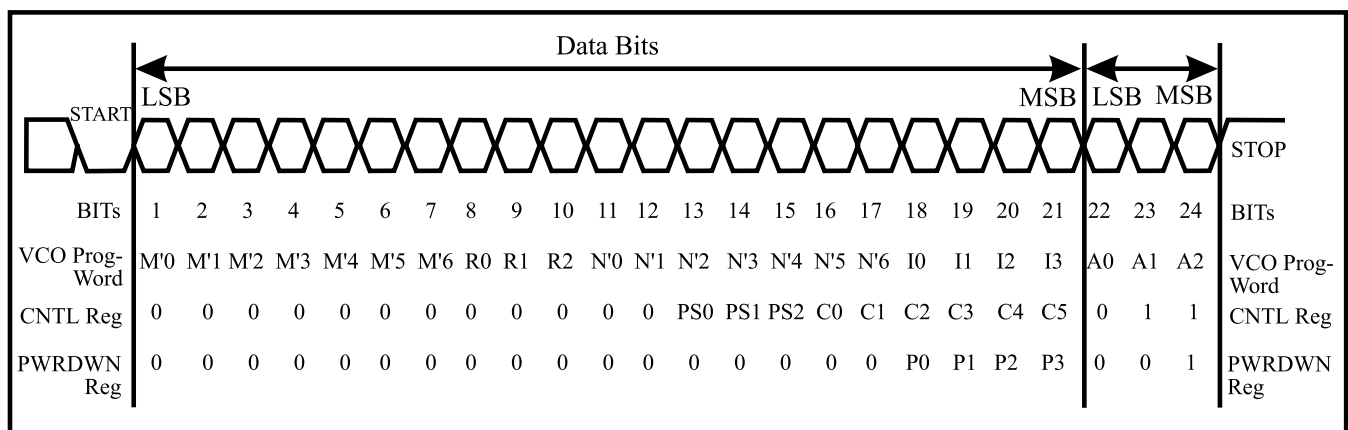 Data Bits
LSB MSB LSB MSB
START
STOP
BITs 1 2 3 4 5 6 7 8 9 10 11 12 13 14 15 16 17 18 19 20 21 22 23 24 BITs
VCO Prog-
Word M'0 M'1 M'2 M'3 M'4 M'5 M'6 R0 R1 R2 N'0 N'1 N'2 N'3 N'4 N'5 N'6 I0 I1 I2 I3 A0 A1 A2 VCO Prog-
Word
CNTL Reg 0 0 0 0 0 0 0 0 0 0 0 0 PS0 PS1 PS2 C0 C1 C2 C3 C4 C5 0 1 1 CNTL Reg
PWRDWN
Reg 0 0 0 0 0 0 0 0 0 0 0 0 0 0 0 0 0 P0 P1 P2 P3 0 0 1 PWRDWN
Reg